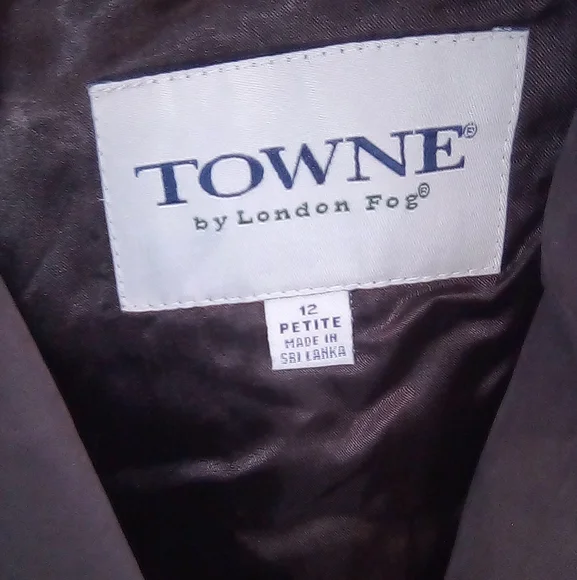 TOWNE®
by London Fog®
12
PETITE
MADE IN
SRI LANKA